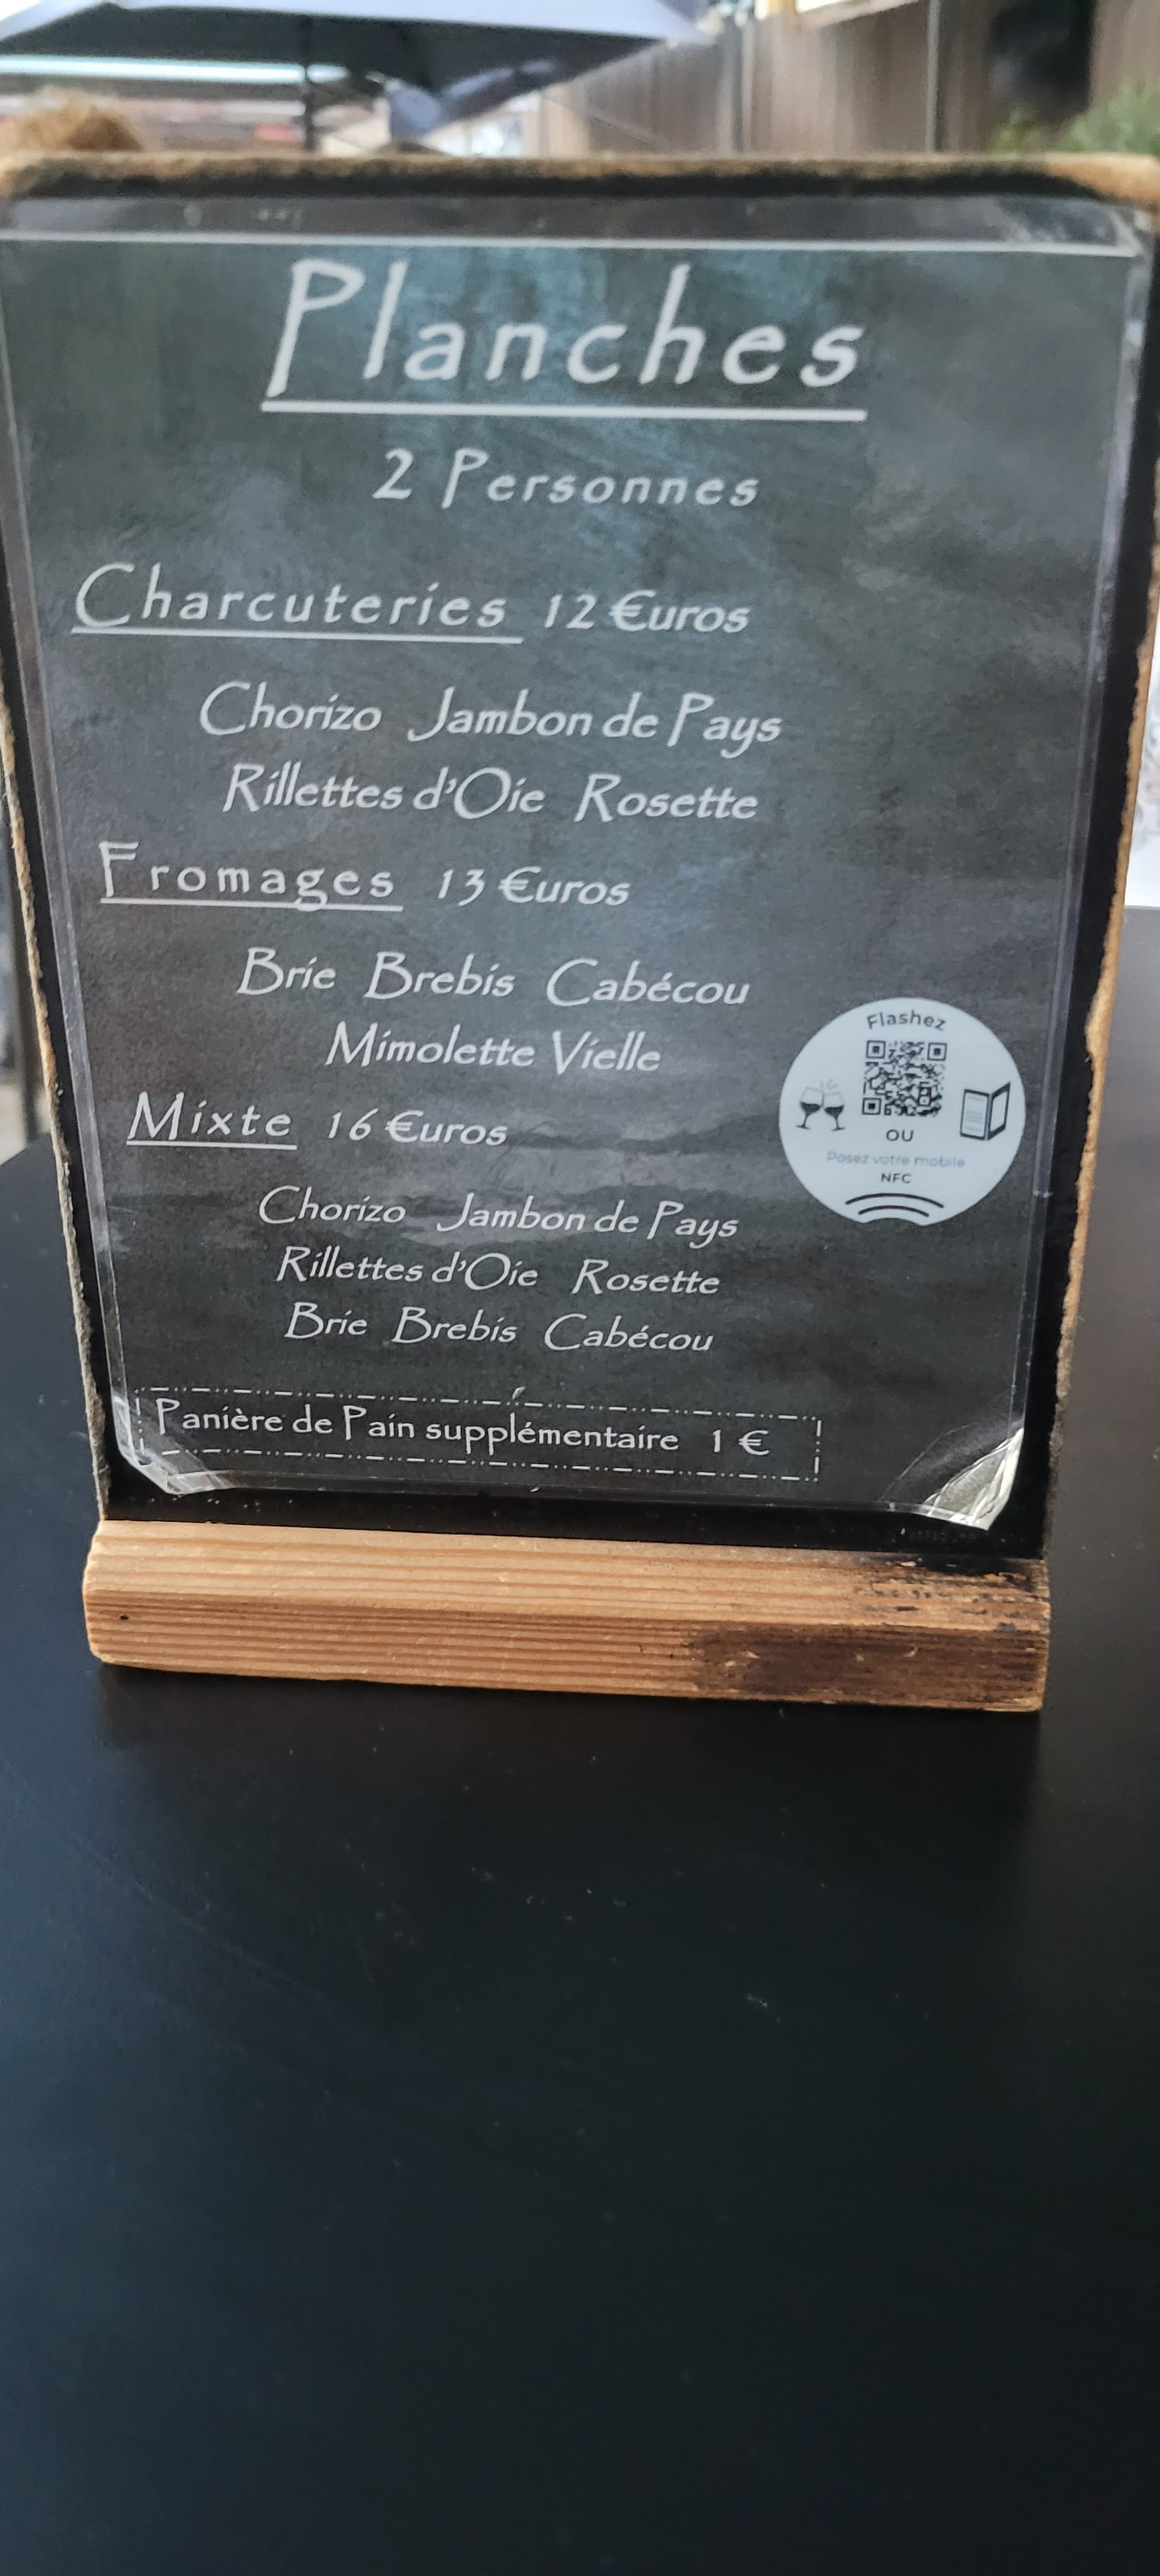 Planches
2 Personnes
Charcuteries 12 €uros
Chorizo Jambon de Pays
Rillettes d'Oie Rosette
Fromages 13 €uros
Brie Brebis Cabécou
Mimolette Vielle
Mixte 16 €uros
Chorizo Jambon de Pays
Rillettes d'Oie Rosette
Brie Brebis Cabécou
Panière de Pain supplémentaire 1 €
Flashez
OU
Posez votre mobile
NFC